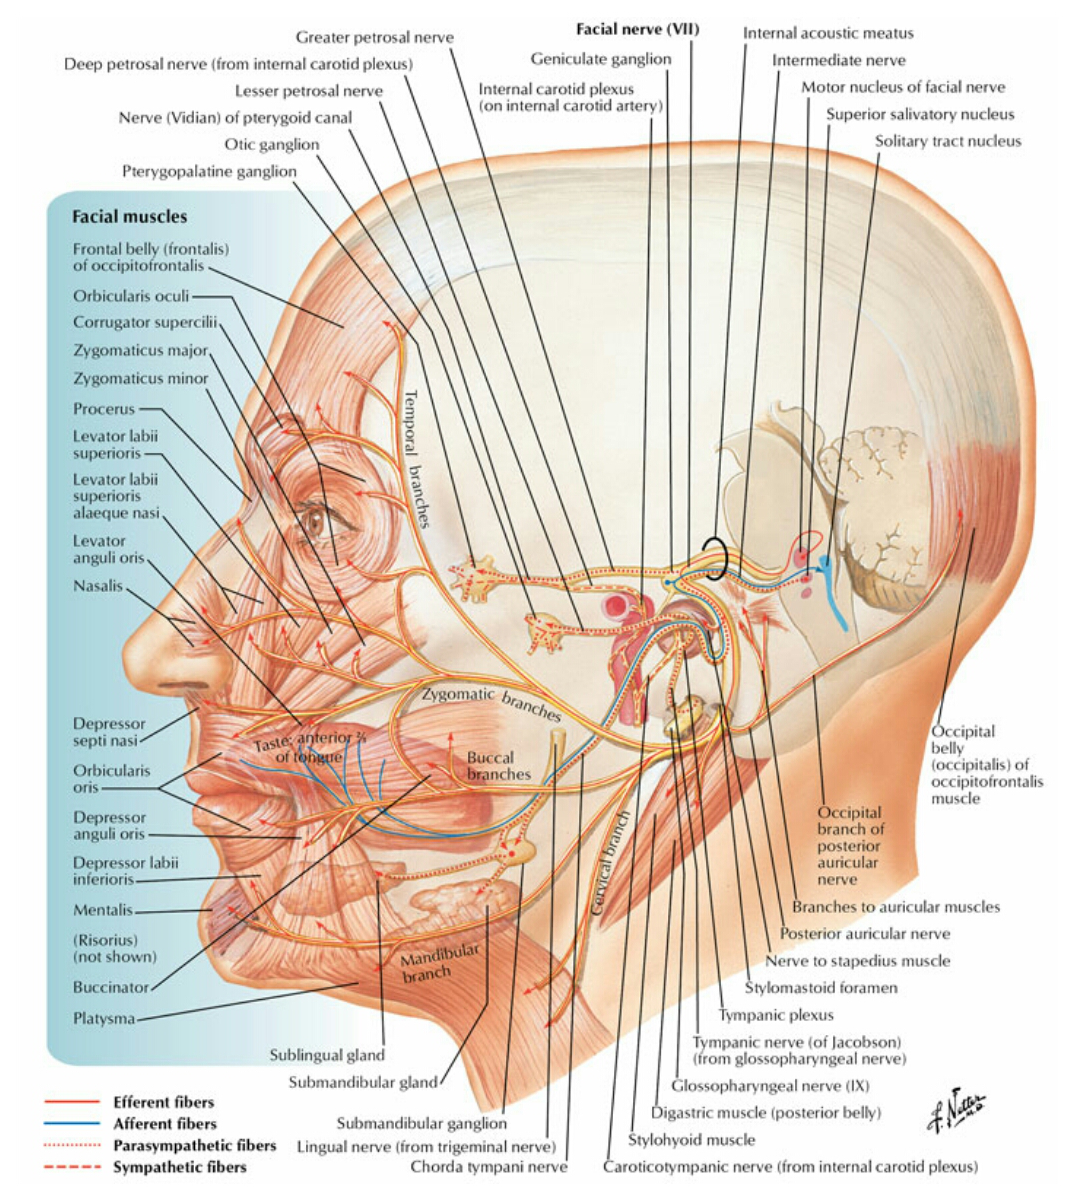 Greater petrosal nerve
Deep petrosal nerve (from internal carotid plexus)
Lesser petrosal nerve
Nerve (Vidian) of pterygoid canal
Otic ganglion
Pterygopalatine ganglion
Facial nerve (VII)
Geniculate ganglion
Internal carotid plexus
(on internal carotid artery)
Internal acoustic meatus
Intermediate nerve
Motor nucleus of facial nerve
Superior salivatory nucleus
Solitary tract nucleus
Facial muscles
Frontal belly (frontalis)
of occipitofrontalis
Orbicularis oculi
Corrugator supercilii
Zygomaticus major
Zygomaticus minor
Procerus
Levator labii
superioris
Levator labii
superioris
alaeque nasi
Levator
anguli oris
Nasalis
Depressor
septi nasi
Orbicularis
oris
Depressor
anguli oris
Depressor labii
inferioris
Mentalis
(Risorius)
(not shown)
Buccinator
Platysma
Temporal branches
Zygomatic branches
Taste: anterior ⅔
of tongue
Buccal
branches
Cervical branch
Mandibular
branch
Occipital
belly
(occipitalis) of
occipitofrontalis
muscle
Occipital
branch of
posterior
auricular
nerve
Branches to auricular muscles
Posterior auricular nerve
Nerve to stapedius muscle
Stylomastoid foramen
Tympanic plexus
Tympanic nerve (of Jacobson)
(from glossopharyngeal nerve)
Glossopharyngeal nerve (IX)
Digastric muscle (posterior belly)
Stylohyoid muscle
Caroticotympanic nerve (from internal carotid plexus)
Sublingual gland
Submandibular gland
Submandibular ganglion
Lingual nerve (from trigeminal nerve)
Chorda tympani nerve
Efferent fibers
Afferent fibers
Parasympathetic fibers
Sympathetic fibers
F. Netter
M.D.